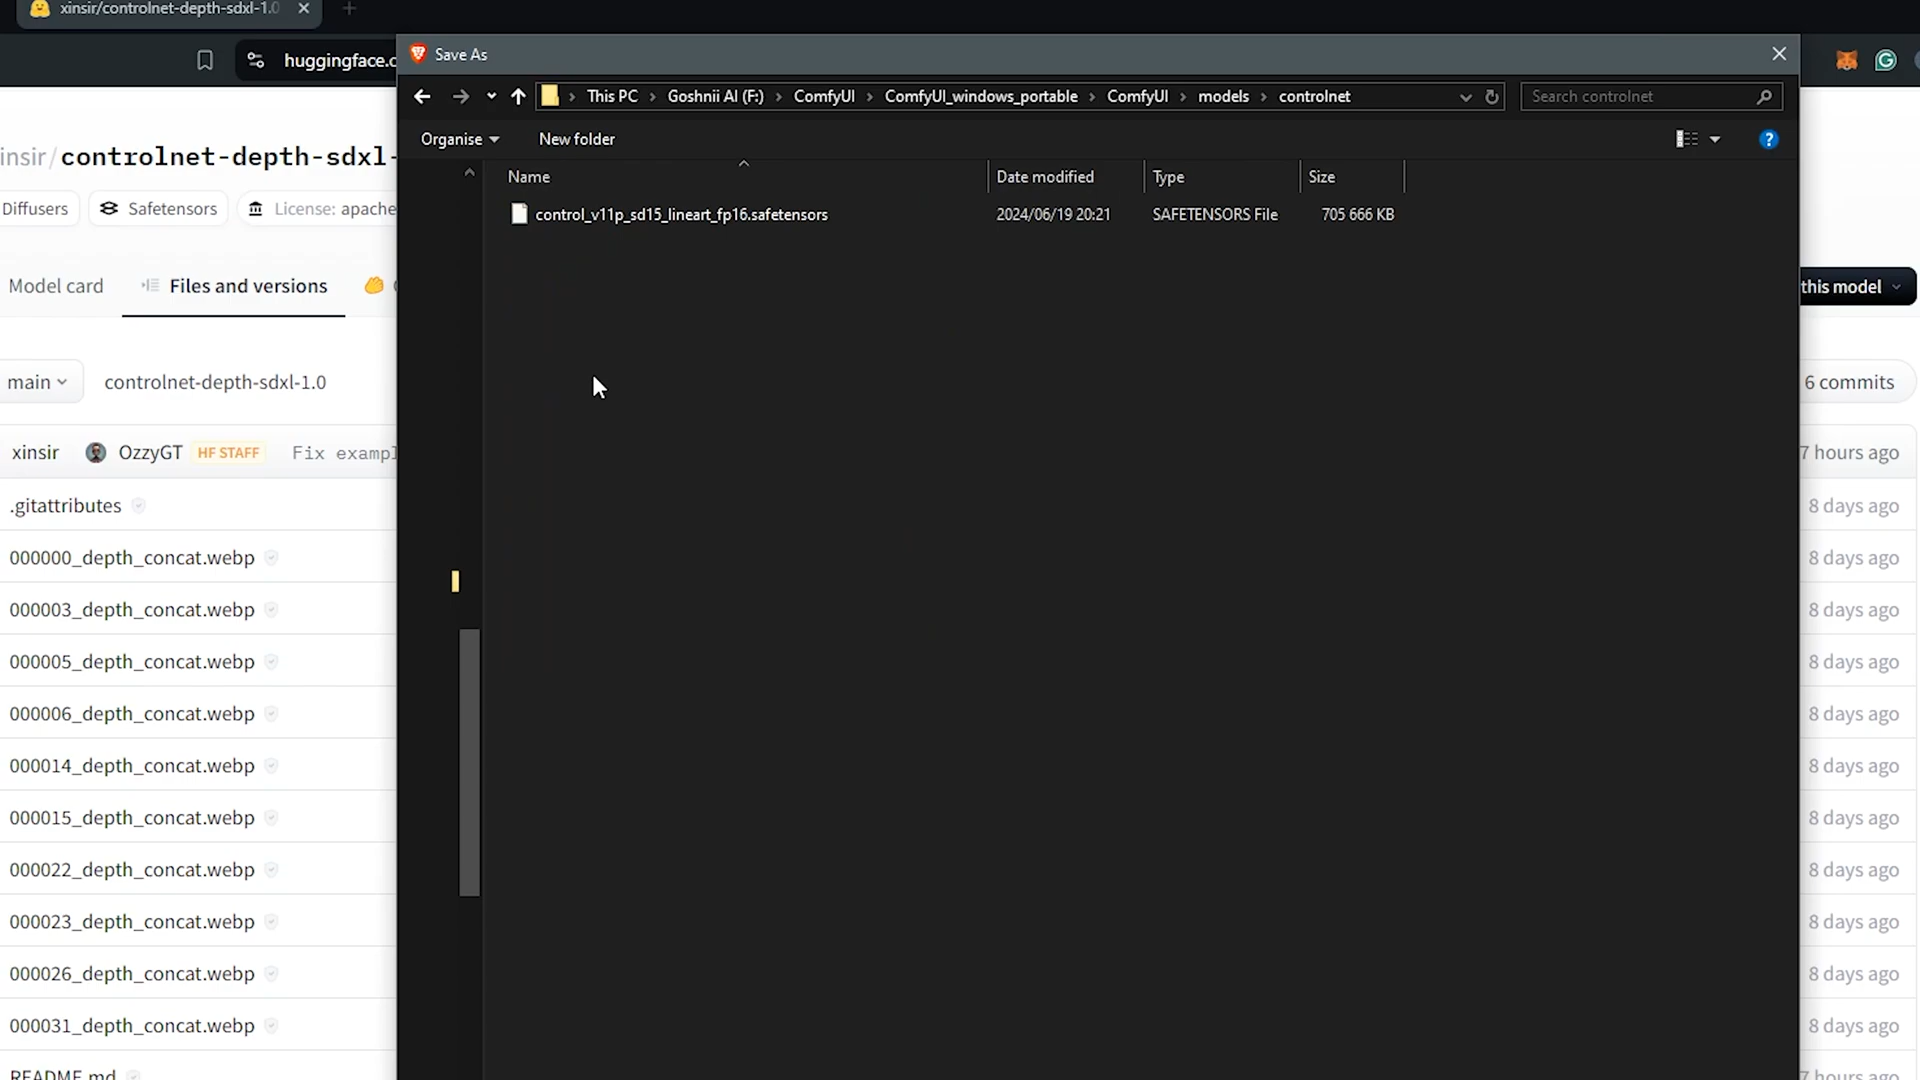 xinsir/controlnet-depth-sdxl-1.0
huggingface.c
Save As
This PC > Goshnii AI (F:) > ComfyUI > ComfyUI_windows_portable > ComfyUI > models > controlnet
Search controlnet
Organise
New folder
Name
Date modified
Type
Size
control_v11p_sd15_lineart_fp16.safetensors
2024/06/19 20:21
SAFETENSORS File
705 666 KB
insir/controlnet-depth-sdxl-
Diffusers
Safetensors
License: apache
Model card
Files and versions
this model
main
controlnet-depth-sdxl-1.0
6 commits
xinsir
OzzyGT
HF STAFF
Fix exampl
7 hours ago
.gitattributes
8 days ago
000000_depth_concat.webp
8 days ago
000003_depth_concat.webp
8 days ago
000005_depth_concat.webp
8 days ago
000006_depth_concat.webp
8 days ago
000014_depth_concat.webp
8 days ago
000015_depth_concat.webp
8 days ago
000022_depth_concat.webp
8 days ago
000023_depth_concat.webp
8 days ago
000026_depth_concat.webp
8 days ago
000031_depth_concat.webp
8 days ago
README.md
7 hours ago